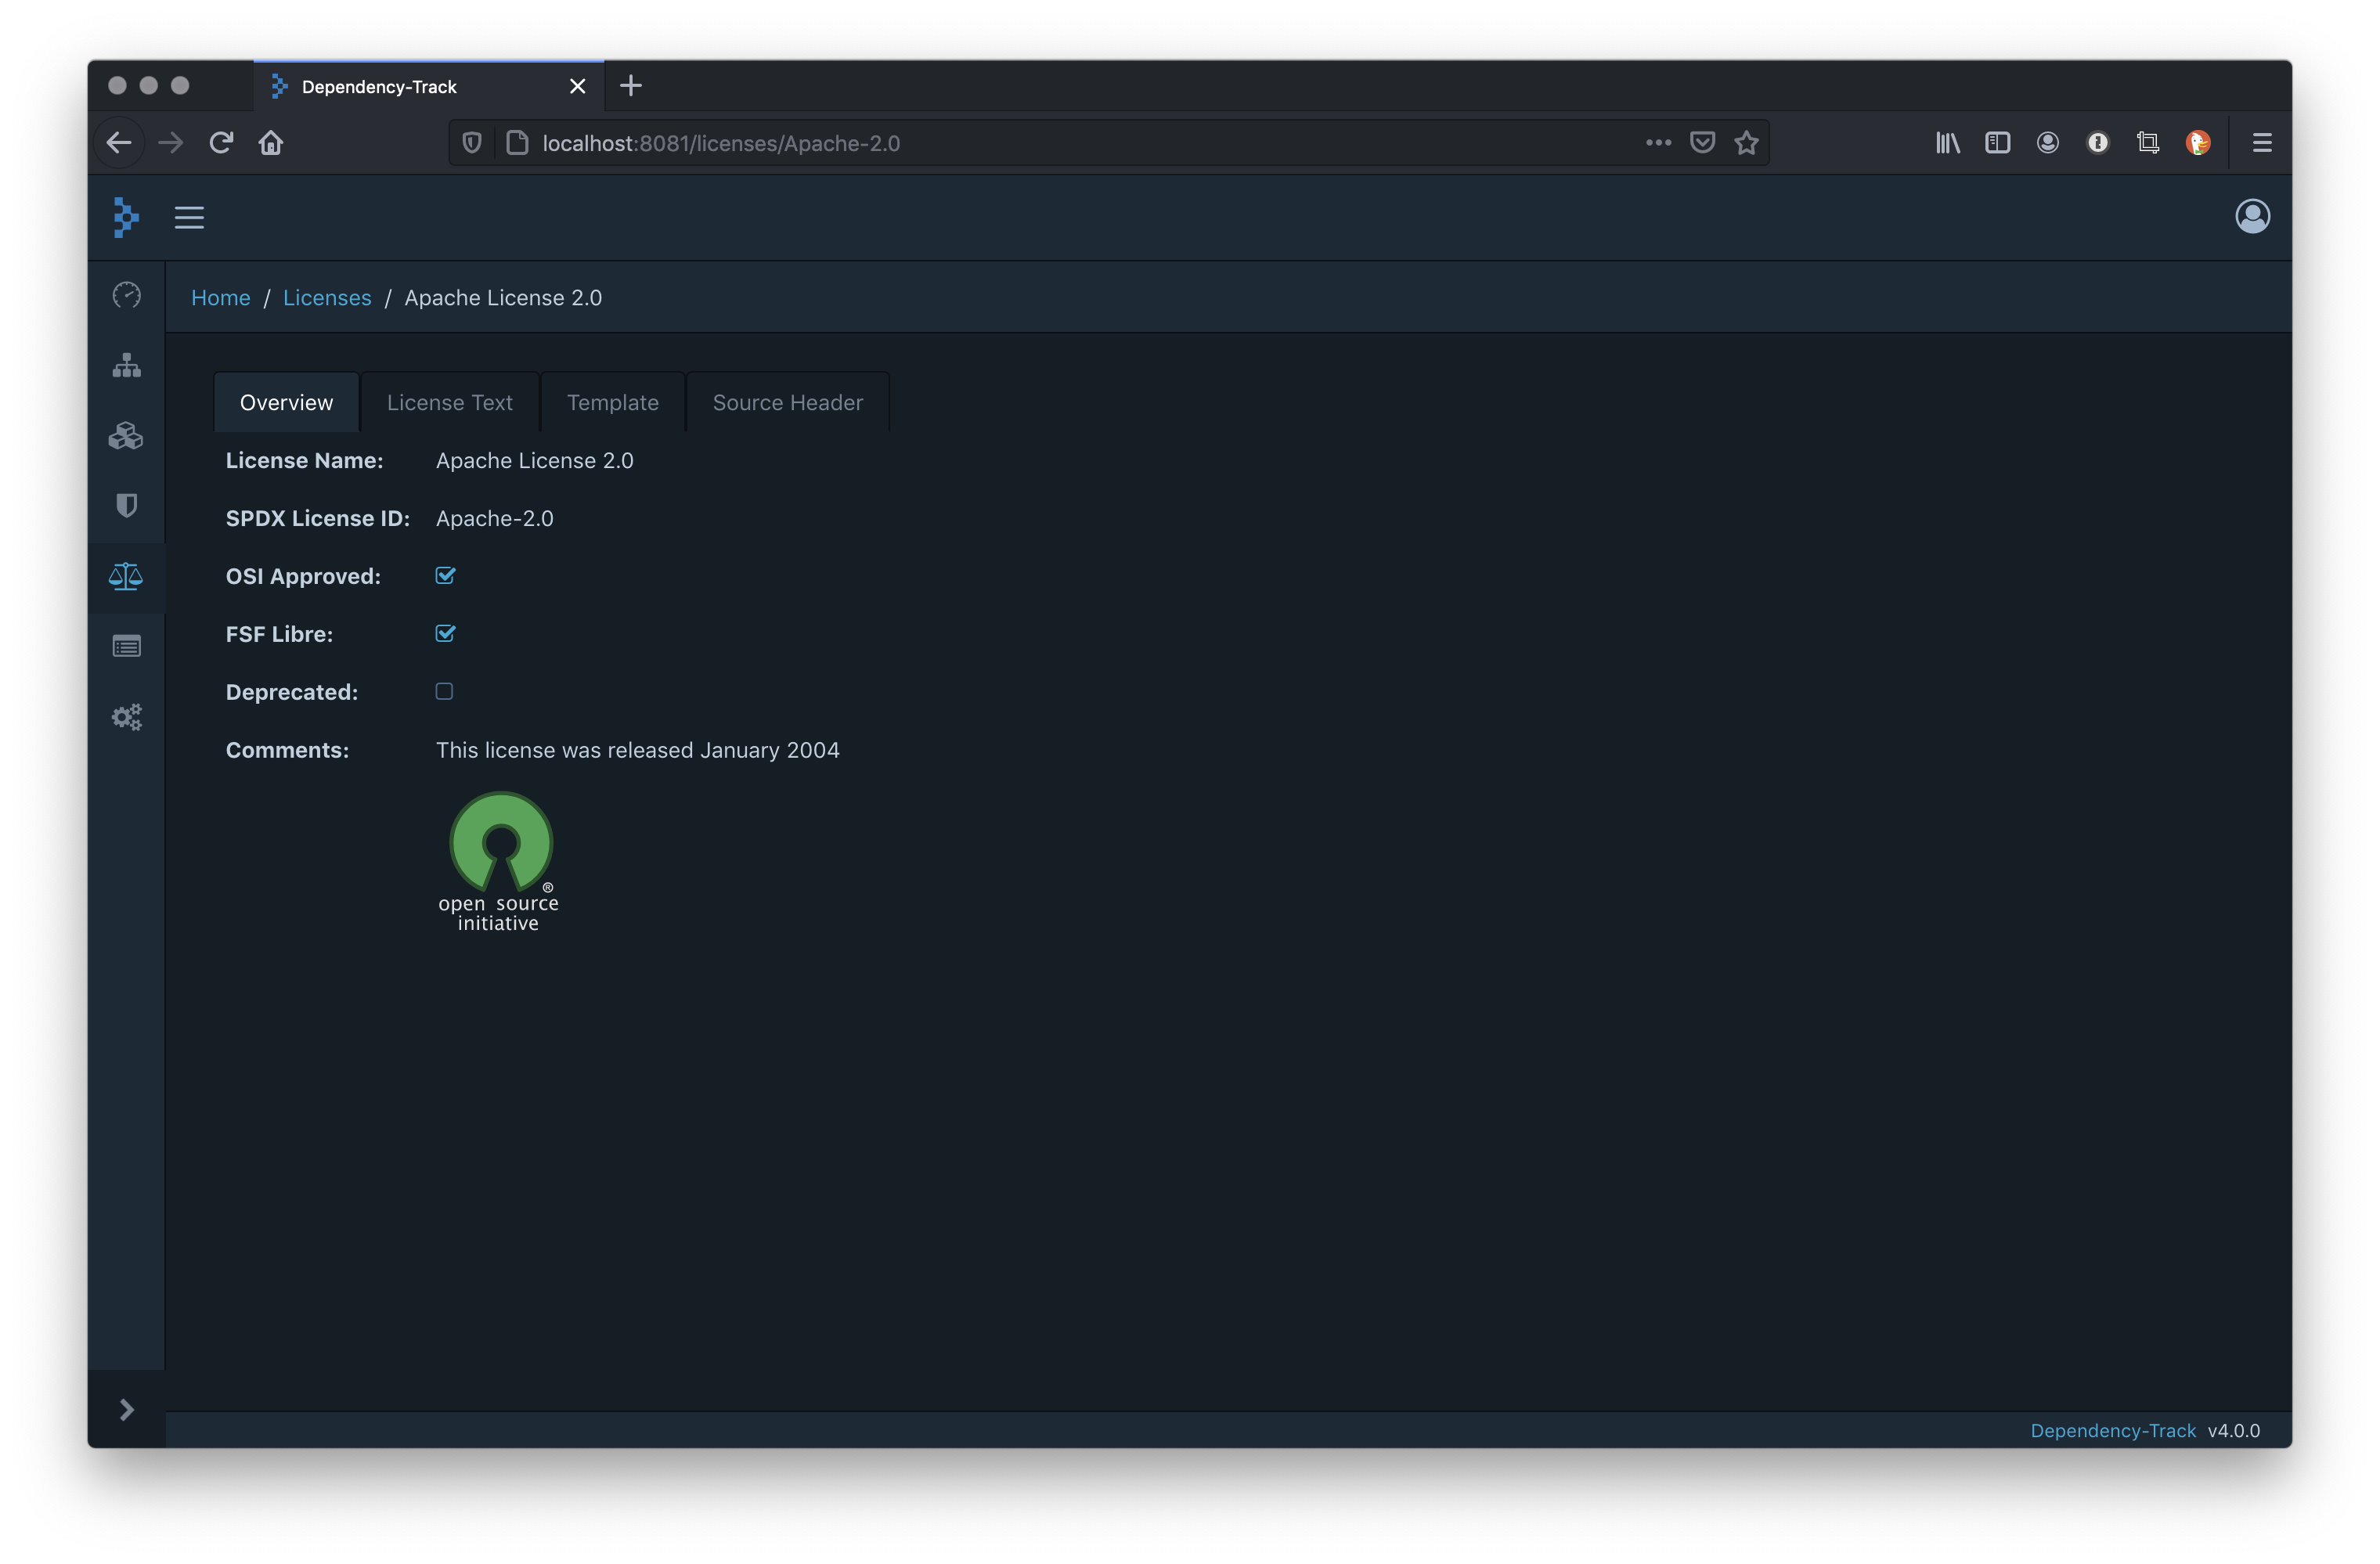 Dependency-Track
localhost:8081/licenses/Apache-2.0
Home / Licenses / Apache License 2.0
Overview License Text Template Source Header
License Name: Apache License 2.0
SPDX License ID: Apache-2.0
OSI Approved:
FSF Libre:
Deprecated:
Comments: This license was released January 2004
®
open source
initiative
Dependency-Track v4.0.0